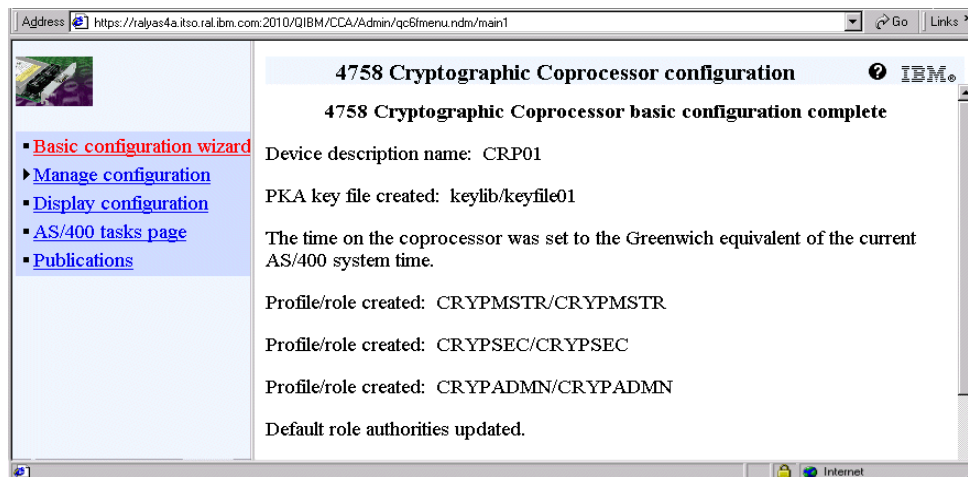 Address https://ralyas4a.itso.ral.ibm.com:2010/QIBM/CCA/Admin/qc6fmenu.ndm/main1 Go Links
4758 Cryptographic Coprocessor configuration ? IBM®
4758 Cryptographic Coprocessor basic configuration complete
Basic configuration wizard
Manage configuration
Display configuration
AS/400 tasks page
Publications
Device description name: CRP01
PKA key file created: keylib/keyfile01
The time on the coprocessor was set to the Greenwich equivalent of the current
AS/400 system time.
Profile/role created: CRYPMSTR/CRYPMSTR
Profile/role created: CRYPSEC/CRYPSEC
Profile/role created: CRYPADMN/CRYPADMN
Default role authorities updated.
Internet